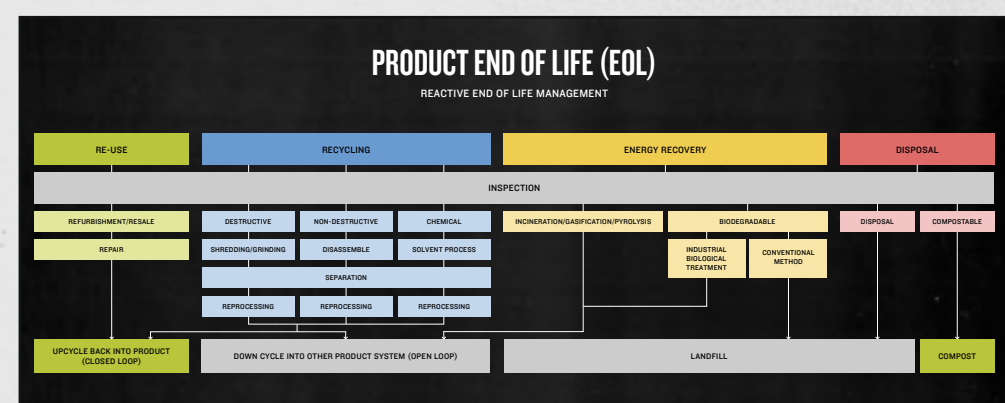 PRODUCT END OF LIFE (EOL)
REACTIVE END OF LIFE MANAGEMENT
RE-USE
RECYCLING
ENERGY RECOVERY
DISPOSAL
INSPECTION
REFURBISHMENT/RESALE
DESTRUCTIVE
NON-DESTRUCTIVE
CHEMICAL
INCINERATION/GASIFICATION/PYROLYSIS
BIODEGRADABLE
DISPOSAL
COMPOSTABLE
REPAIR
SHREDDING/GRINDING
DISASSEMBLE
SOLVENT PROCESS
INDUSTRIAL
BIOLOGICAL
TREATMENT
CONVENTIONAL
METHOD
SEPARATION
REPROCESSING
REPROCESSING
REPROCESSING
UPCYCLE BACK INTO PRODUCT
(CLOSED LOOP)
DOWN CYCLE INTO OTHER PRODUCT SYSTEM (OPEN LOOP)
LANDFILL
COMPOST